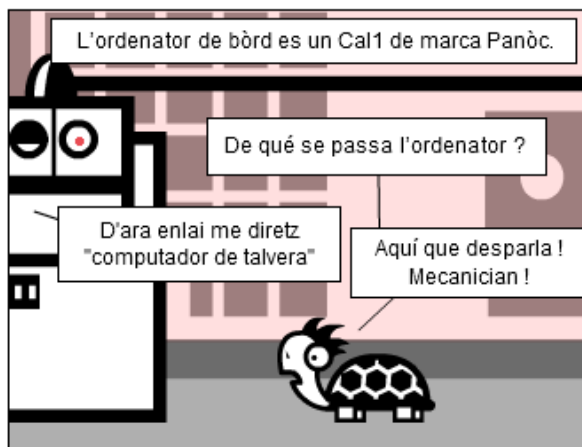 L'ordenator de bòrd es un Cal1 de marca Panòc.
De qué se passa l'ordenator ?
D'ara enlai me diretz
"computador de talvera"
Aquí que desparla !
Mecanician !